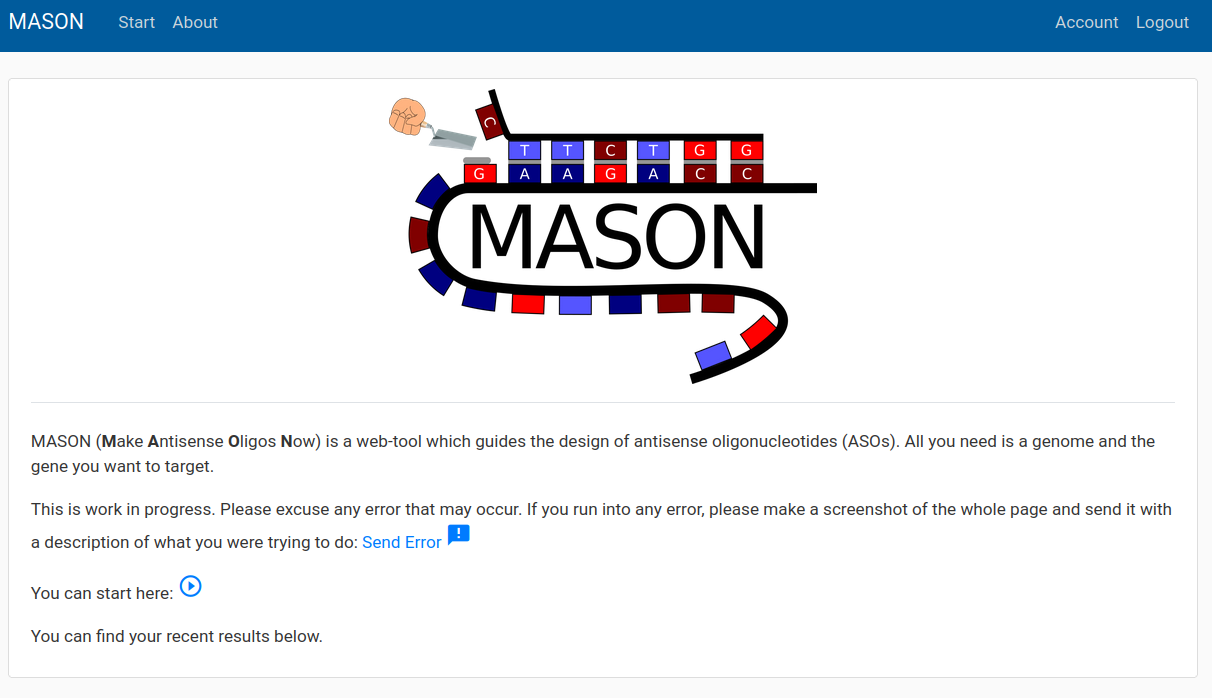 MASON Start About Account Logout
C
T T C T G G
G A A G A C C
MASON
MASON (Make Antisense Oligos Now) is a web-tool which guides the design of antisense oligonucleotides (ASOs). All you need is a genome and the
gene you want to target.
This is work in progress. Please excuse any error that may occur. If you run into any error, please make a screenshot of the whole page and send it with
a description of what you were trying to do: Send Error !
You can start here:
You can find your recent results below.